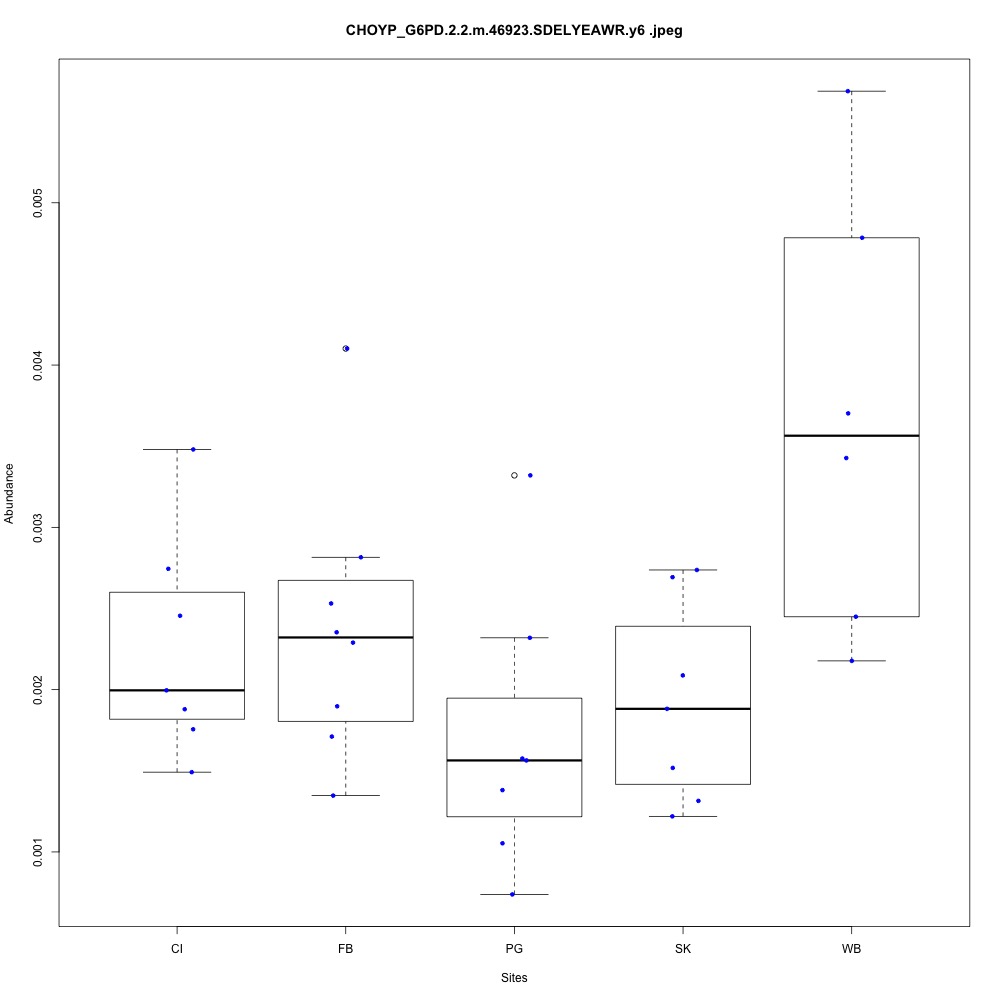 CHOYP_G6PD.2.2.m.46923.SDELYEAWR.y6 .jpeg
Abundance
0.005
0.004
0.003
0.002
0.001
CI FB PG SK WB
Sites